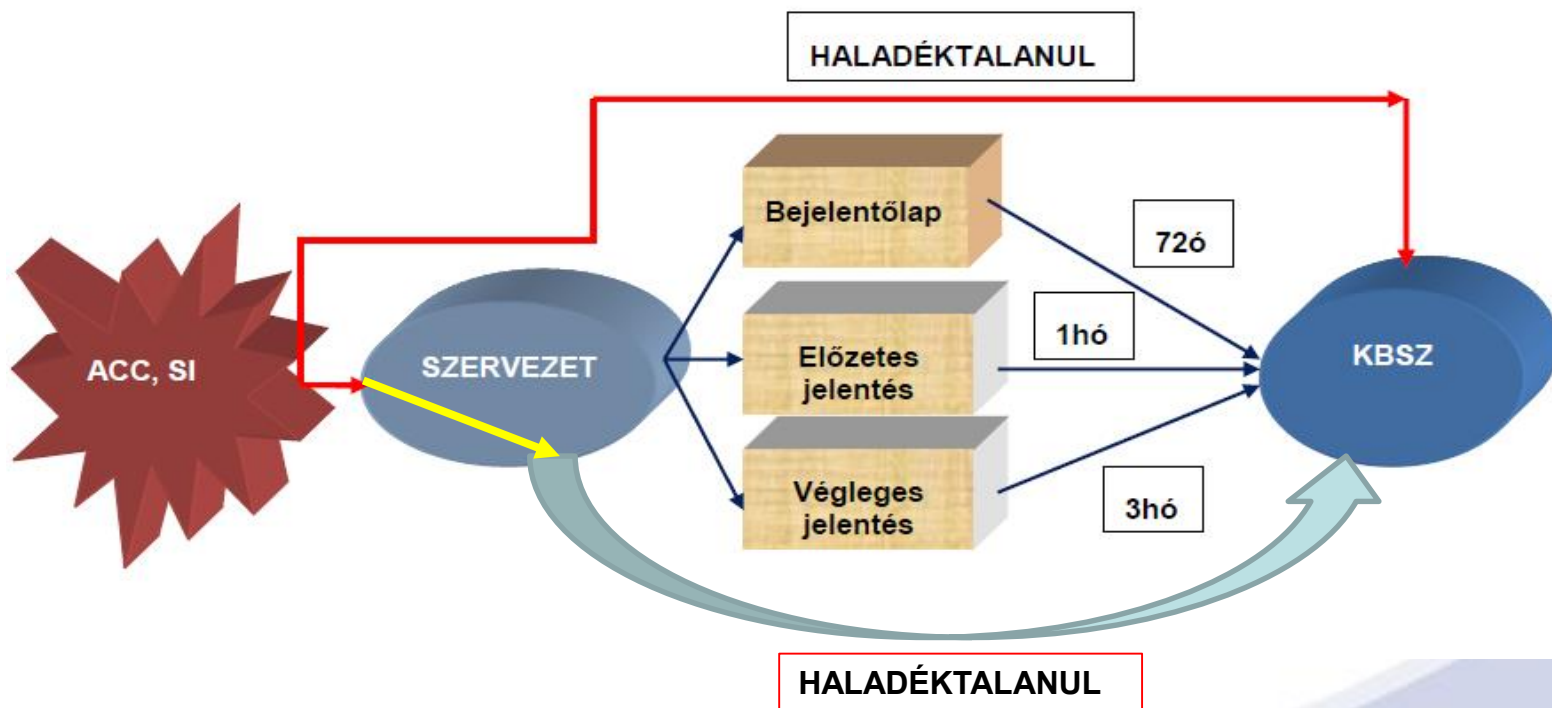 HALADÉKTALANUL
Bejelentőlap
72ó
ACC, SI
SZERVEZET
Előzetes
jelentés
1hó
KBSZ
Végleges
jelentés
3hó
HALADÉKTALANUL